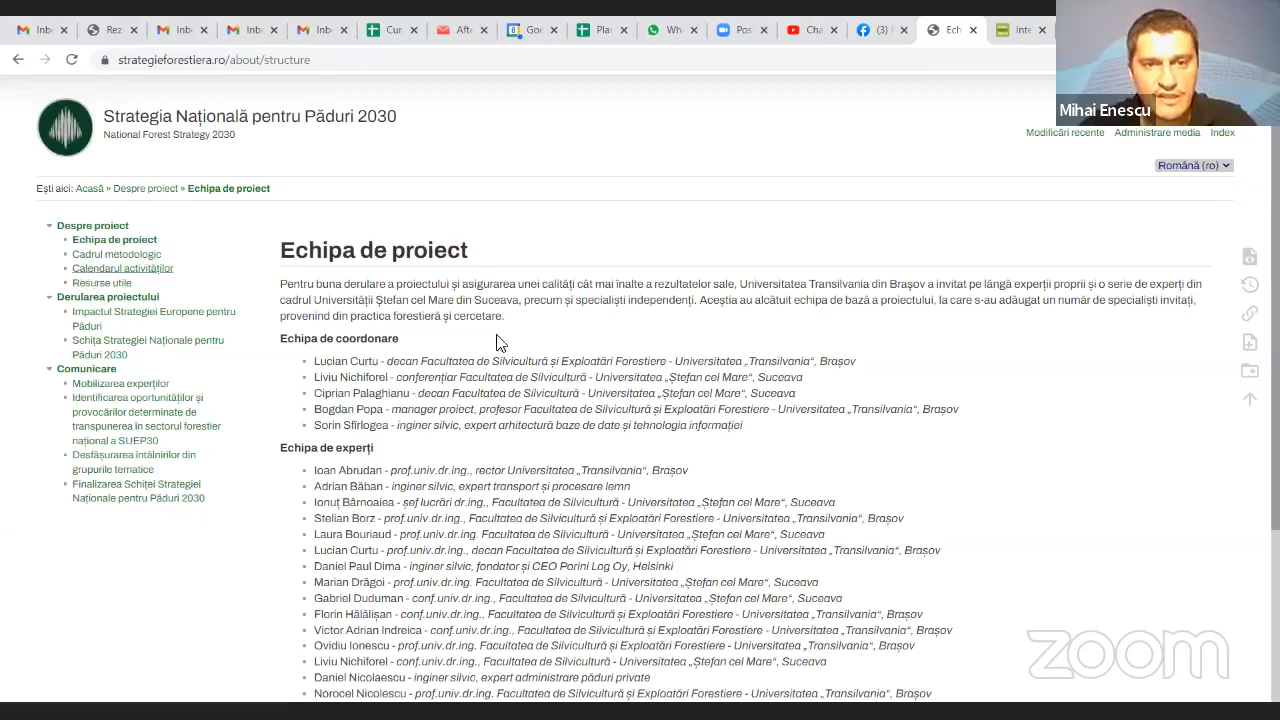 Inb
Rez
Inb
Inb
Inb
Cur
Afte
Goo
Plar
Wh
Pos
Cha
(3) I
Ech
Inte
strategieforestiera.ro/about/structure
Mihai Enescu
Strategia Națională pentru Păduri 2030
National Forest Strategy 2030
Modificări recente Administrare media Index
Română (ro)
Ești aici: Acasă » Despre proiect » Echipa de proiect
Despre proiect
Echipa de proiect
Cadrul metodologic
Calendarul activităților
Resurse utile
Derularea proiectului
Impactul Strategiei Europene pentru
Păduri
Schița Strategiei Naționale pentru
Păduri 2030
Comunicare
Mobilizarea experților
Identificarea oportunităților și
provocărilor determinate de
transpunerea în sectorul forestier
național a SUEP30
Desfășurarea întâlnirilor din
grupurile tematice
Finalizarea Schiței Strategiei
Naționale pentru Păduri 2030
Echipa de proiect
Pentru buna derulare a proiectului și asigurarea unei calități cât mai înalte a rezultatelor sale, Universitatea Transilvania din Brașov a invitat pe lângă experții proprii și o serie de experți din
cadrul Universității Ștefan cel Mare din Suceava, precum și specialiști independenți. Aceștia au alcătuit echipa de bază a proiectului, la care s-au adăugat un număr de specialiști invitați,
provenind din practica forestieră și cercetare.
Echipa de coordonare
Lucian Curtu - decan Facultatea de Silvicultură și Exploatări Forestiere - Universitatea „Transilvania“, Brașov
Liviu Nichiforel - conferențiar Facultatea de Silvicultură - Universitatea „Ștefan cel Mare“, Suceava
Ciprian Palaghianu - decan Facultatea de Silvicultură - Universitatea „Ștefan cel Mare“, Suceava
Bogdan Popa - manager proiect, profesor Facultatea de Silvicultură și Exploatări Forestiere - Universitatea „Transilvania“, Brașov
Sorin Sfîrlogea - inginer silvic, expert arhitectură baze de date și tehnologia informației
Echipa de experți
Ioan Abrudan - prof.univ.dr.ing., rector Universitatea „Transilvania“, Brașov
Adrian Băban - inginer silvic, expert transport și procesare lemn
Ionuț Bârnoaiea - șef lucrări dr.ing., Facultatea de Silvicultură - Universitatea „Ștefan cel Mare“, Suceava
Stelian Borz - prof.univ.dr.ing., Facultatea de Silvicultură și Exploatări Forestiere - Universitatea „Transilvania“, Brașov
Laura Bouriaud - prof.univ.dr.ing. Facultatea de Silvicultură - Universitatea „Ștefan cel Mare“, Suceava
Lucian Curtu - prof.univ.dr.ing., decan Facultatea de Silvicultură și Exploatări Forestiere - Universitatea „Transilvania“, Brașov
Daniel Paul Dima - inginer silvic, fondator și CEO Porini Log Oy, Helsinki
Marian Drăgoi - prof.univ.dr.ing. Facultatea de Silvicultură - Universitatea „Ștefan cel Mare“, Suceava
Gabriel Duduman - conf.univ.dr.ing., Facultatea de Silvicultură - Universitatea „Ștefan cel Mare“, Suceava
Florin Hălălișan - conf.univ.dr.ing., Facultatea de Silvicultură și Exploatări Forestiere - Universitatea „Transilvania“, Brașov
Victor Adrian Indreica - conf.univ.dr.ing., Facultatea de Silvicultură și Exploatări Forestiere - Universitatea „Transilvania“, Brașov
Ovidiu Ionescu - prof.univ.dr.ing., Facultatea de Silvicultură și Exploatări Forestiere - Universitatea „Transilvania“, Brașov
Liviu Nichiforel - conf.univ.dr.ing., Facultatea de Silvicultură - Universitatea „Ștefan cel Mare“, Suceava
Daniel Nicolaescu - inginer silvic, expert administrare păduri private
Norocel Nicolescu - prof.univ.dr.ing. Facultatea de Silvicultură și Exploatări Forestiere - Universitatea „Transilvania“, Brașov
zoom